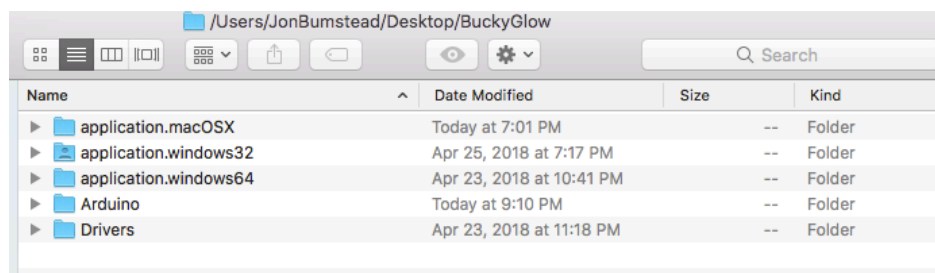 /Users/JonBumstead/Desktop/BuckyGlow
Search
Name Date Modified Size Kind
application.macOSX Today at 7:01 PM -- Folder
application.windows32 Apr 25, 2018 at 7:17 PM -- Folder
application.windows64 Apr 23, 2018 at 10:41 PM -- Folder
Arduino Today at 9:10 PM -- Folder
Drivers Apr 23, 2018 at 11:18 PM -- Folder